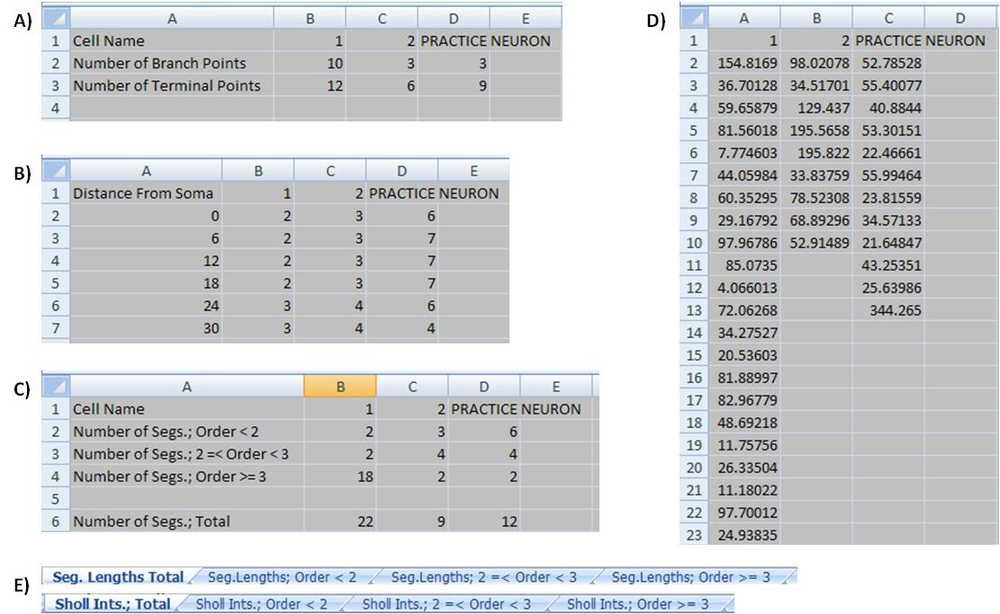 A)
A B C D E
1 Cell Name 1 2 PRACTICE NEURON
2 Number of Branch Points 10 3 3
3 Number of Terminal Points 12 6 9
4
B)
A B C D E
1 Distance From Soma 1 2 PRACTICE NEURON
2 0 2 3 6
3 6 2 3 7
4 12 2 3 7
5 18 2 3 7
6 24 3 4 6
7 30 3 4 4
C)
A B C D E
1 Cell Name 1 2 PRACTICE NEURON
2 Number of Segs.; Order < 2 2 3 6
3 Number of Segs.; 2 =< Order < 3 2 4 4
4 Number of Segs.; Order >= 3 18 2 2
5
6 Number of Segs.; Total 22 9 12
D)
A B C D
1 1 2 PRACTICE NEURON
2 154.8169 98.02078 52.78528
3 36.70128 34.51701 55.40077
4 59.65879 129.437 40.8844
5 81.56018 195.5658 53.30151
6 7.774603 195.822 22.46661
7 44.05984 33.83759 55.99464
8 60.35295 78.52308 23.81559
9 29.16792 68.89296 34.57133
10 97.96786 52.91489 21.64847
11 85.0735 43.25351
12 4.066013 25.63986
13 72.06268 344.265
14 34.27527
15 20.53603
16 81.88997
17 82.96779
18 48.69218
19 11.75756
20 26.33504
21 11.18022
22 97.70012
23 24.93835
E)
Seg. Lengths Total Seg.Lengths; Order < 2 Seg.Lengths; 2 =< Order < 3 Seg.Lengths; Order >= 3
Sholl Ints.; Total Sholl Ints.; Order < 2 Sholl Ints.; 2 =< Order < 3 Sholl Ints.; Order >= 3